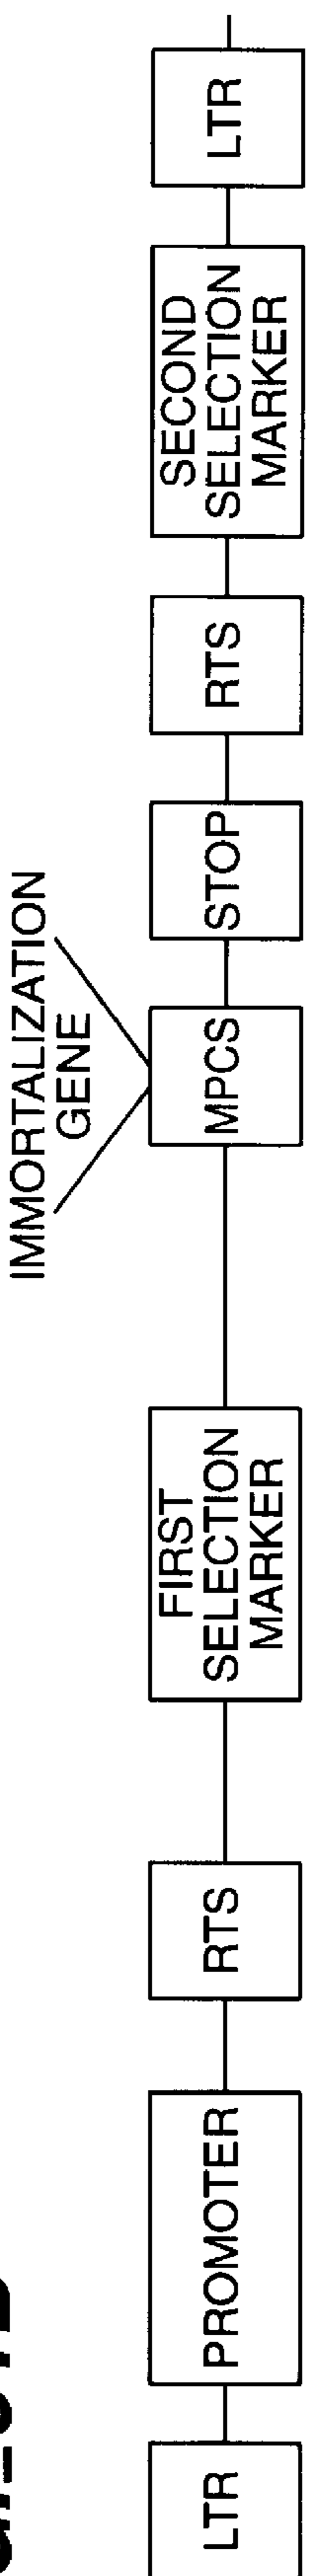 IMMORTALIZATION
GENE
LTR
PROMOTER
RTS
FIRST
SELECTION
MARKER
MPCS
STOP
RTS
SECOND
SELECTION
MARKER
LTR